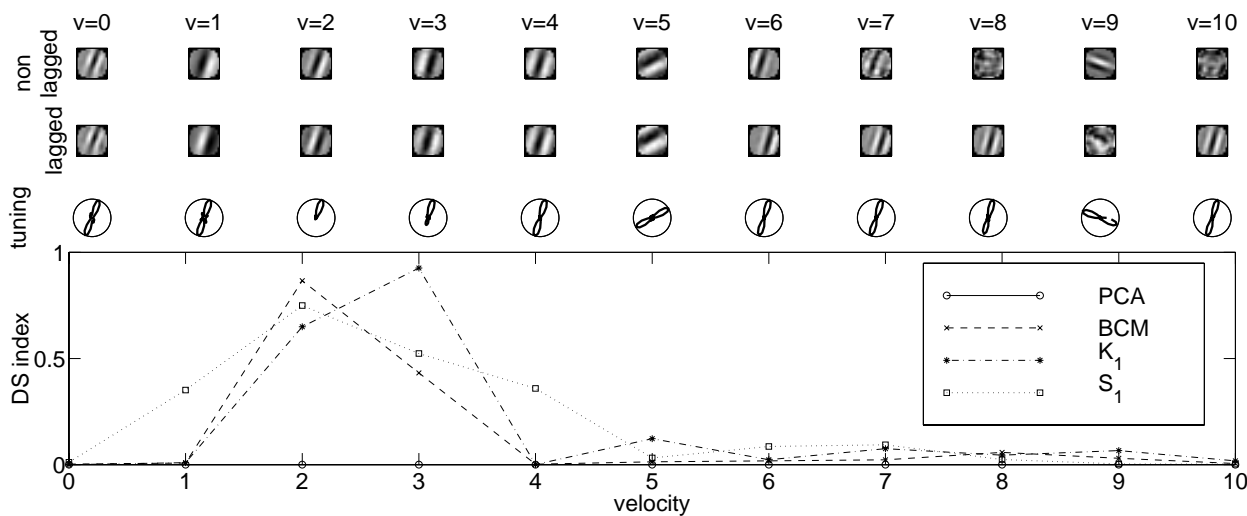 v=0 v=1 v=2 v=3 v=4 v=5 v=6 v=7 v=8 v=9 v=10
non lagged
lagged
tuning
DS index
1
0.5
0
PCA
BCM
K1
S1
0 1 2 3 4 5 6 7 8 9 10
velocity